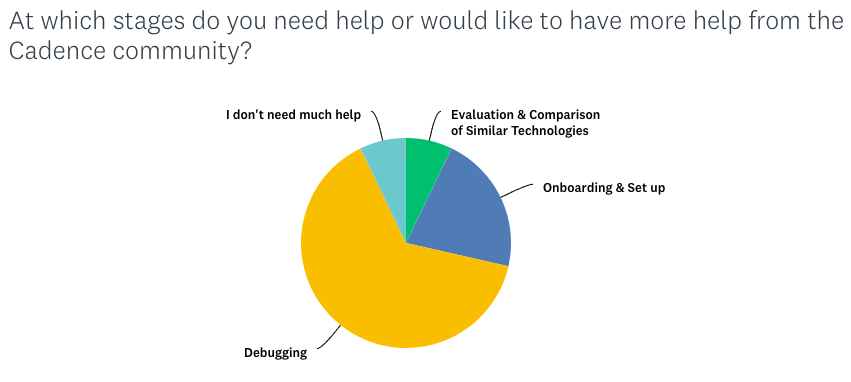 At which stages do you need help or would like to have more help from the
Cadence community?
I don't need much help
Evaluation & Comparison
of Similar Technologies
Onboarding & Set up
Debugging